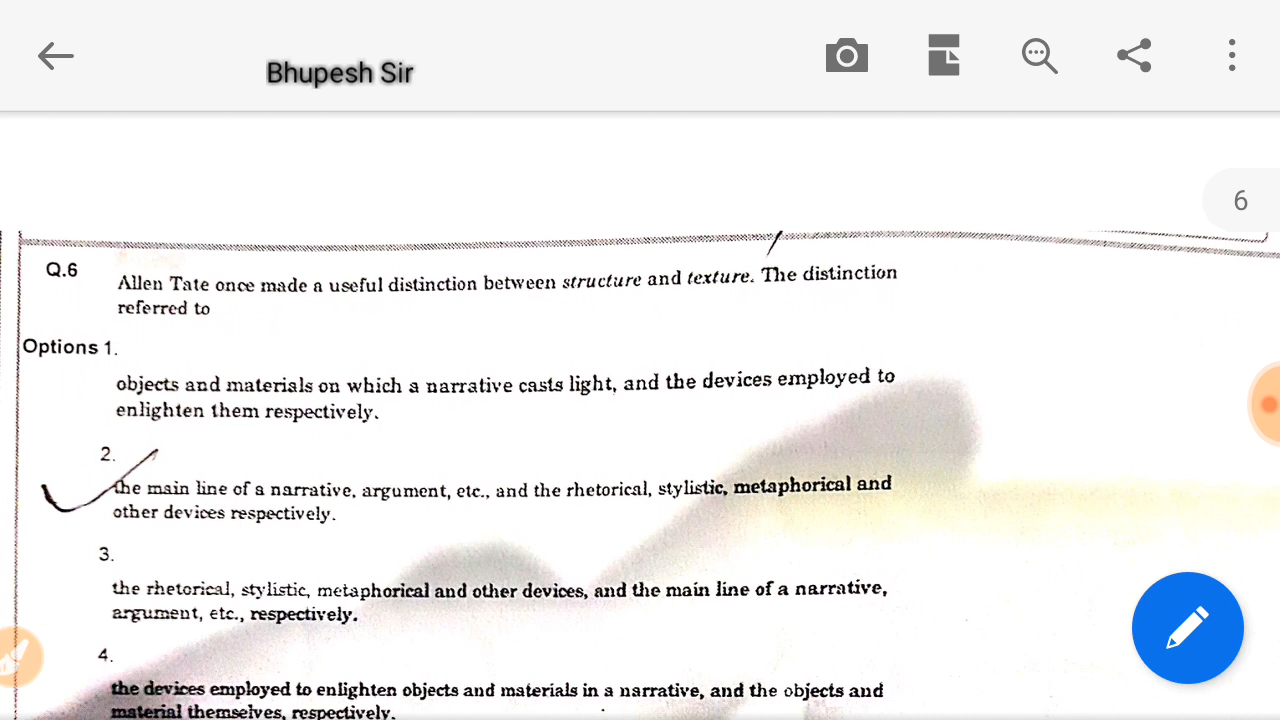 Bhupesh Sir
6
Q.6
Allen Tate once made a useful distinction between structure and texture. The distinction
referred to
Options 1.
objects and materials on which a narrative casts light, and the devices employed to
enlighten them respectively.
2.
the main line of a narrative, argument, etc., and the rhetorical, stylistic, metaphorical and
other devices respectively.
3.
the rhetorical, stylistic, metaphorical and other devices, and the main line of a narrative,
argument, etc., respectively.
4.
the devices employed to enlighten objects and materials in a narrative, and the objects and
material themselves, respectively.